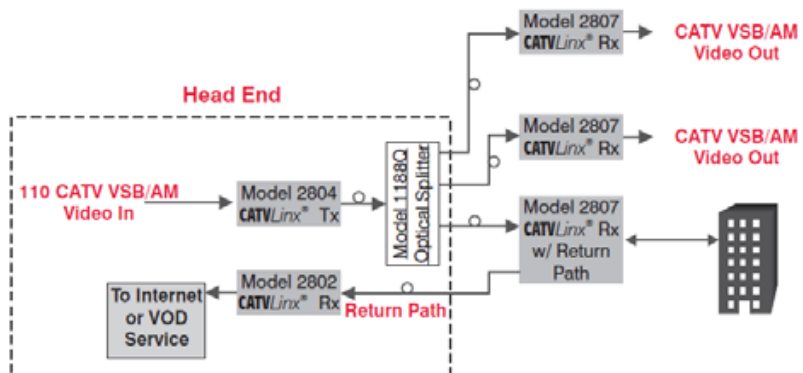 Model 2807
CATVLinx® Rx
CATV VSB/AM
Video Out
Head End
Model 2807
CATVLinx® Rx
CATV VSB/AM
Video Out
110 CATV VSB/AM
Video In
Model 2804
CATVLinx® Tx
Model 1188Q
Optical Splitter
Model 2807
CATVLinx® Rx
w/ Return
Path
To Internet
or VOD
Service
Model 2802
CATVLinx® Rx
Return Path